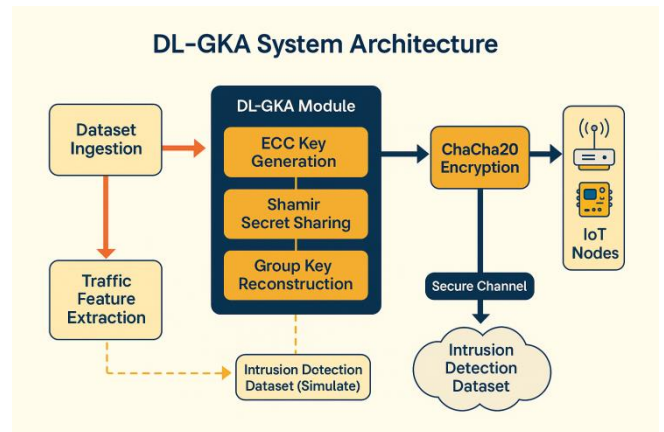 DL-GKA System Architecture
Dataset
Ingestion
DL-GKA Module
ECC Key
Generation
Shamir
Secret Sharing
Group Key
Reconstruction
ChaCha20
Encryption
IoT
Nodes
Traffic
Feature
Extraction
Secure Channel
Intrusion Detection
Dataset (Simulate)
Intrusion
Detection
Dataset